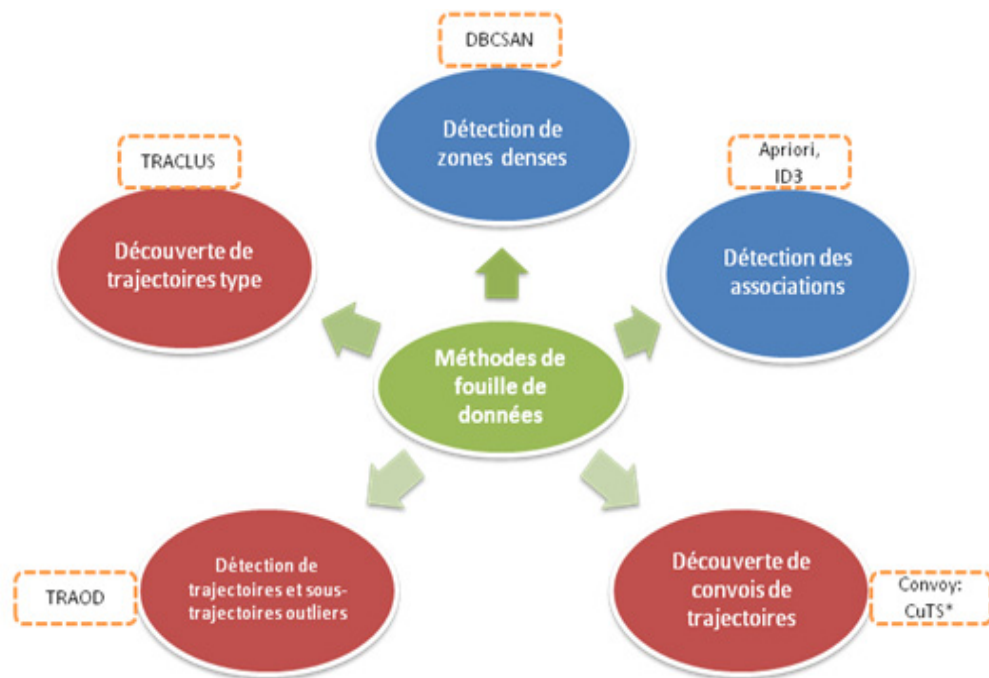 DBCSAN
Détection de
zones denses
TRACLUS
Découverte de
trajectoires type
Apriori,
ID3
Détection des
associations
Méthodes de
fouille de
données
TRAOD
Détection de
trajectoires et sous-
trajectoires outliers
Découverte de
convois de
trajectoires
Convoy:
CuTS*